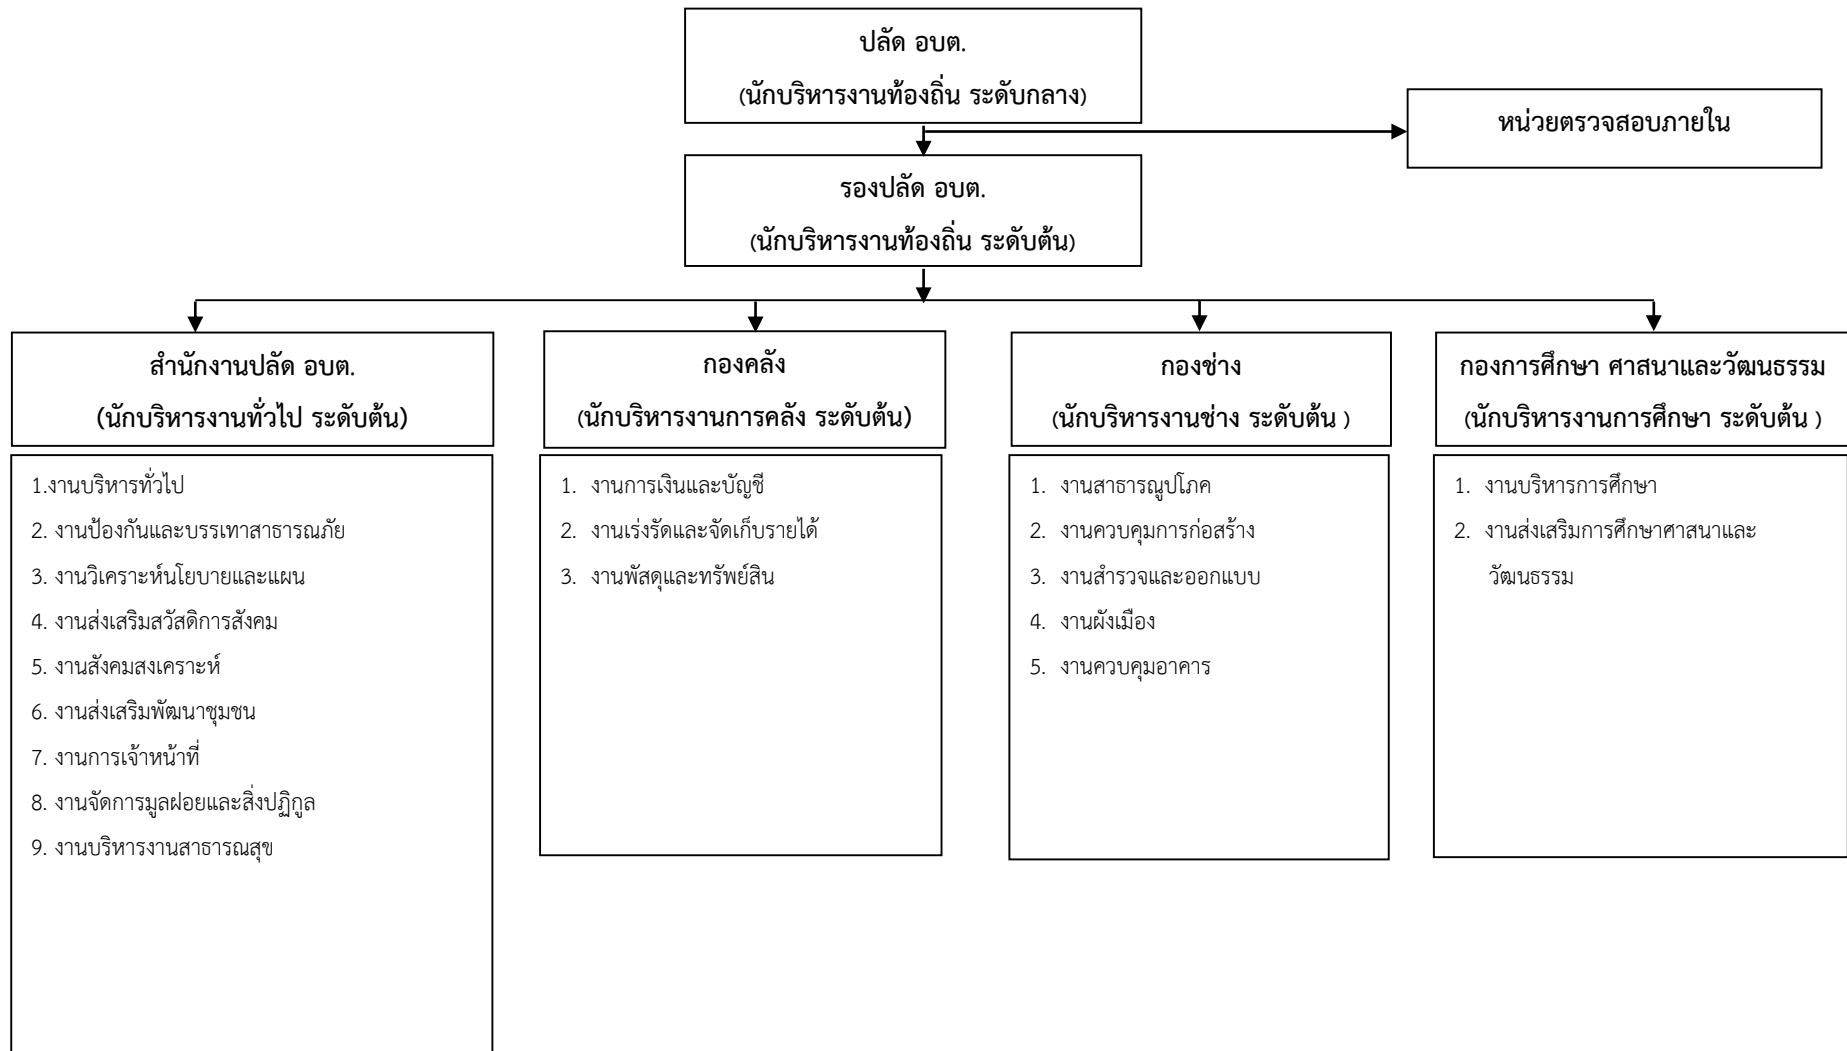 ปลัด อบต.
(นักบริหารงานท้องถิ่น ระดับกลาง)
หน่วยตรวจสอบภายใน
รองปลัด อบต.
(นักบริหารงานท้องถิ่น ระดับต้น)
สำนักงานปลัด อบต.
(นักบริหารงานทั่วไป ระดับต้น)
1.งานบริหารทั่วไป
2. งานป้องกันและบรรเทาสาธารณภัย
3. งานวิเคราะห์นโยบายและแผน
4. งานส่งเสริมสวัสดิการสังคม
5. งานสังคมสงเคราะห์
6. งานส่งเสริมพัฒนาชุมชน
7. งานการเจ้าหน้าที่
8. งานจัดการมูลฝอยและสิ่งปฏิกูล
9. งานบริหารงานสาธารณสุข
กองคลัง
(นักบริหารงานการคลัง ระดับต้น)
1. งานการเงินและบัญชี
2. งานเร่งรัดและจัดเก็บรายได้
3. งานพัสดุและทรัพย์สิน
กองช่าง
(นักบริหารงานช่าง ระดับต้น )
1. งานสาธารณูปโภค
2. งานควบคุมการก่อสร้าง
3. งานสำรวจและออกแบบ
4. งานผังเมือง
5. งานควบคุมอาคาร
กองการศึกษา ศาสนาและวัฒนธรรม
(นักบริหารงานการศึกษา ระดับต้น )
1. งานบริหารการศึกษา
2. งานส่งเสริมการศึกษาศาสนาและ
วัฒนธรรม